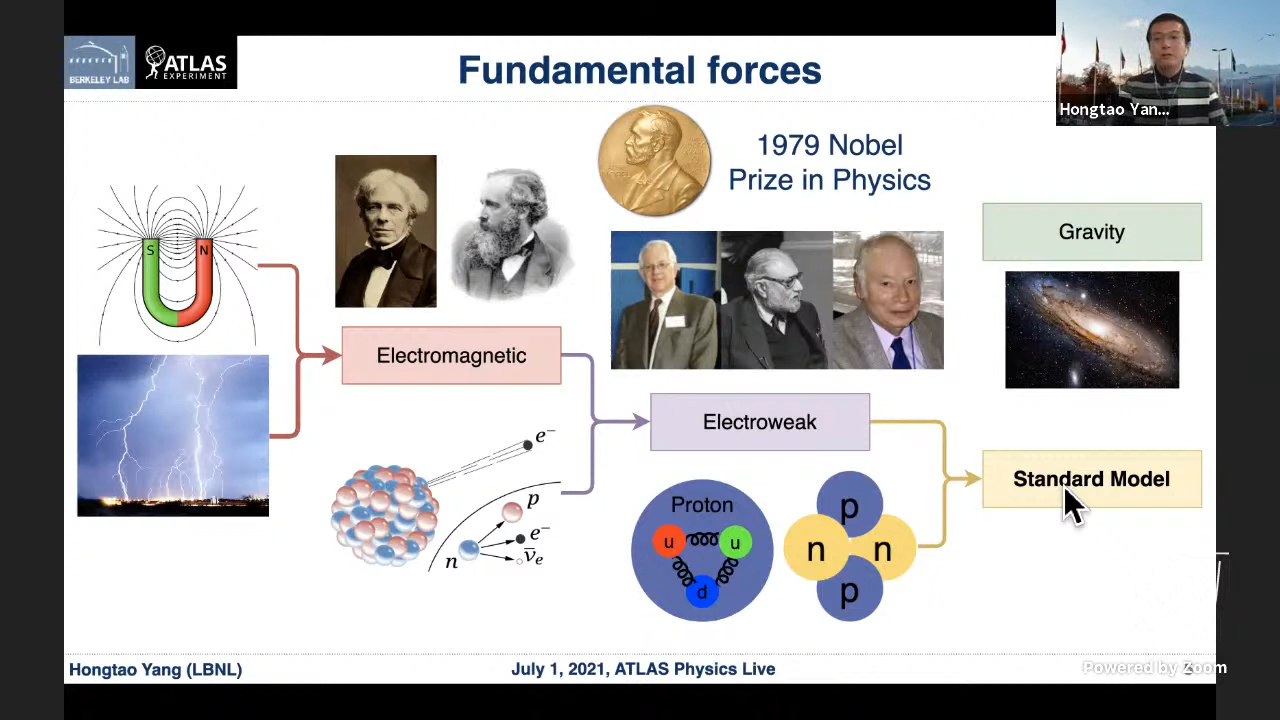 BERKELEY LAB
ATLAS
EXPERIMENT
Fundamental forces
Hongtao Yan...
1979 Nobel
Prize in Physics
Gravity
S
N
Electromagnetic
Electroweak
Standard Model
e⁻
p
e⁻
n
ν̄e
Proton
u
u
d
p
n
n
p
Hongtao Yang (LBNL)
July 1, 2021, ATLAS Physics Live
Powered by Zoom